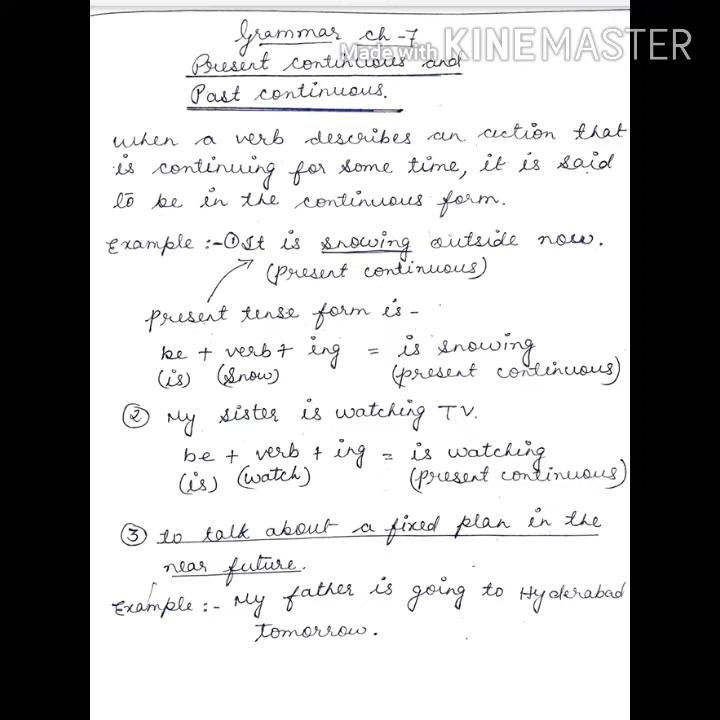 Grammar ch-7
Made with KINEMASTER
Present continuous and
Past continuous.
When a verb describes an action that
is continuing for some time, it is said
to be in the continuous form.
Example :- ① It is snowing outside now.
(present continuous)
present tense form is -
be + verb + ing = is snowing
(is) (Snow) (present continuous)
② My sister is watching TV.
be + verb + ing = is watching
(is) (watch) (present continuous)
③ to talk about a fixed plan in the
near future.
Example :- My father is going to Hyderabad
tomorrow.